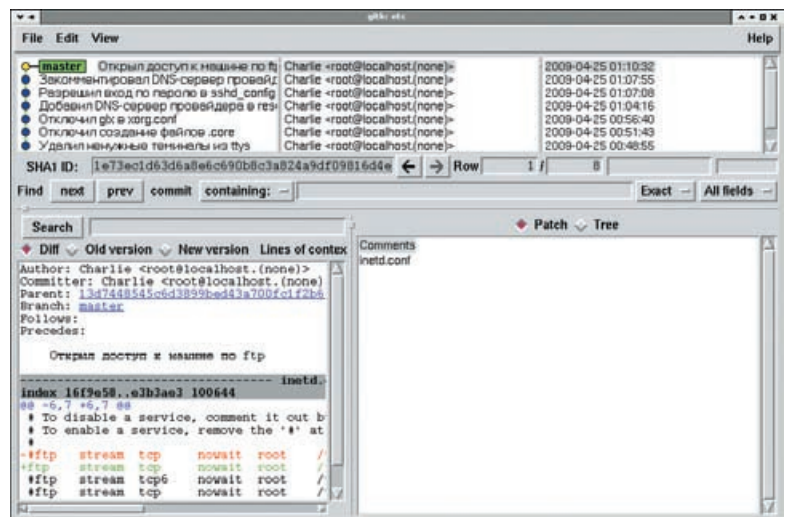 gitk: etc
File Edit View Help
master Открыл доступ к машине по ftp Charlie <root@localhost.(none)> 2009-04-25 01:10:32
Закомментировал DNS-сервер провайд Charlie <root@localhost.(none)> 2009-04-25 01:07:55
Разрешил вход по паролю в sshd_config Charlie <root@localhost.(none)> 2009-04-25 01:07:08
Добавил DNS-сервер провайдера в res Charlie <root@localhost.(none)> 2009-04-25 01:04:16
Отключил glx в xorg.conf Charlie <root@localhost.(none)> 2009-04-25 00:56:40
Отключил создание файлов .core Charlie <root@localhost.(none)> 2009-04-25 00:51:43
Удалил ненужные теминелы из ttys Charlie <root@localhost.(none)> 2009-04-25 00:48:55
SHA1 ID: 1e73ec1d63d6a8e6c690b8c3a824a9df09816d4e Row 1 / 8
Find next prev commit containing: Exact All fields
Search
Patch Tree
Diff Old version New version Lines of contex
Comments
inetd.conf
Author: Charlie <root@localhost.(none)>
Committer: Charlie <root@localhost.(none)
Parent: 13d7448545c6d3899bed43a700fc1f2b6
Branch: master
Follows:
Precedes:
Открыл доступ к машине по ftp
---------------------------------- inetd.
index 16f9e58..e3b3ae3 100644
@@ -6,7 +6,7 @@
# To disable a service, comment it out b
# To enable a service, remove the '#' at
#
-#ftp stream tcp nowait root /
+ftp stream tcp nowait root /
#ftp stream tcp6 nowait root /
#ftp stream tcp nowait root /